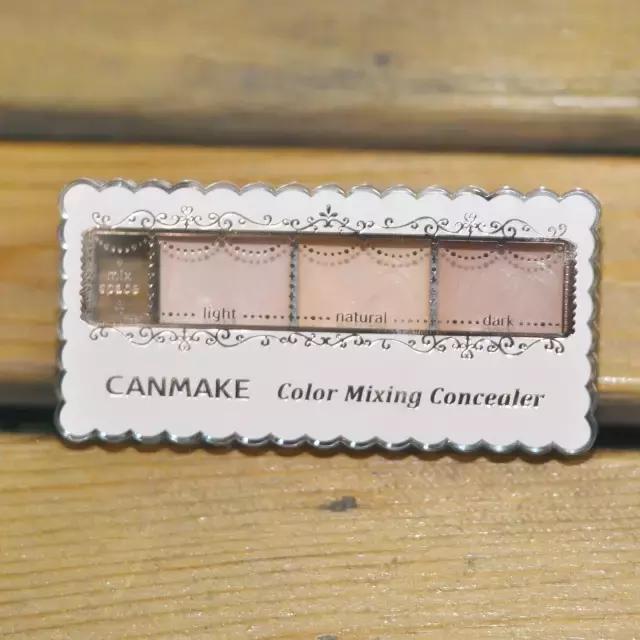 mix
space
light
natural
dark
CANMAKE
Color Mixing Concealer